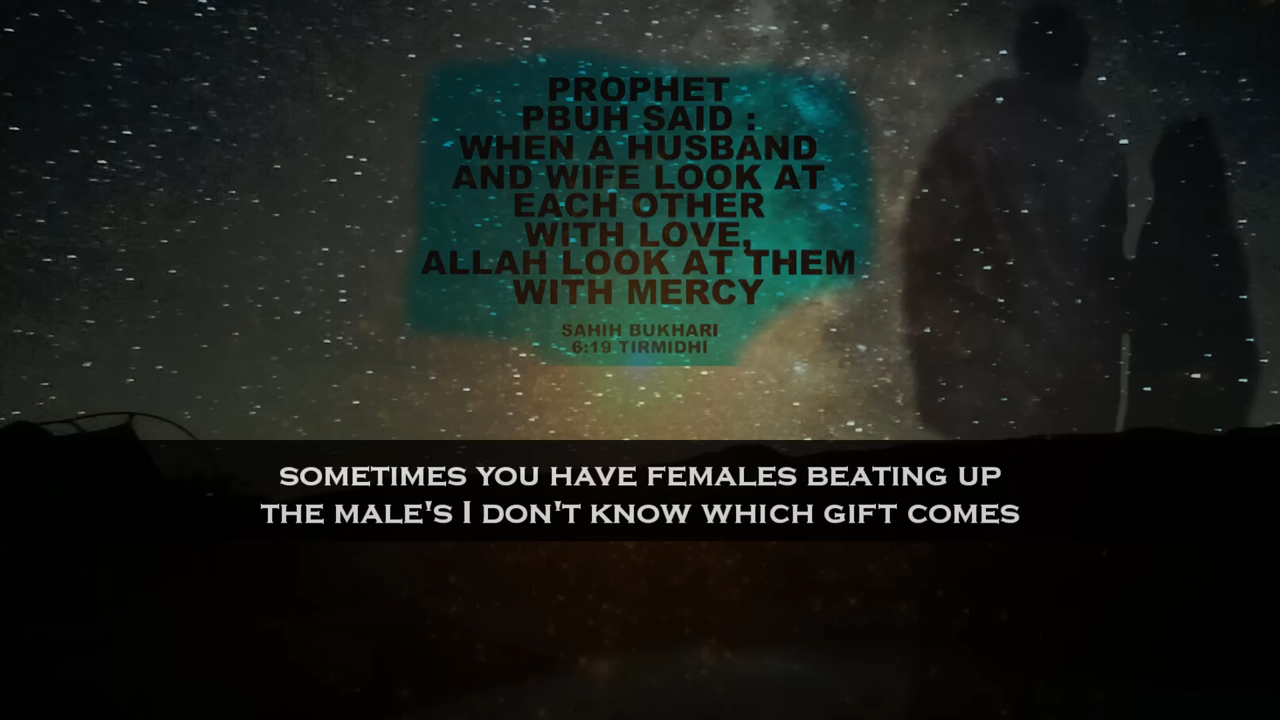 PROPHET
PBUH SAID :
WHEN A HUSBAND
AND WIFE LOOK AT
EACH OTHER
WITH LOVE,
ALLAH LOOK AT THEM
WITH MERCY
SAHIH BUKHARI
6:19 TIRMIDHI
SOMETIMES YOU HAVE FEMALES BEATING UP
THE MALE'S I DON'T KNOW WHICH GIFT COMES